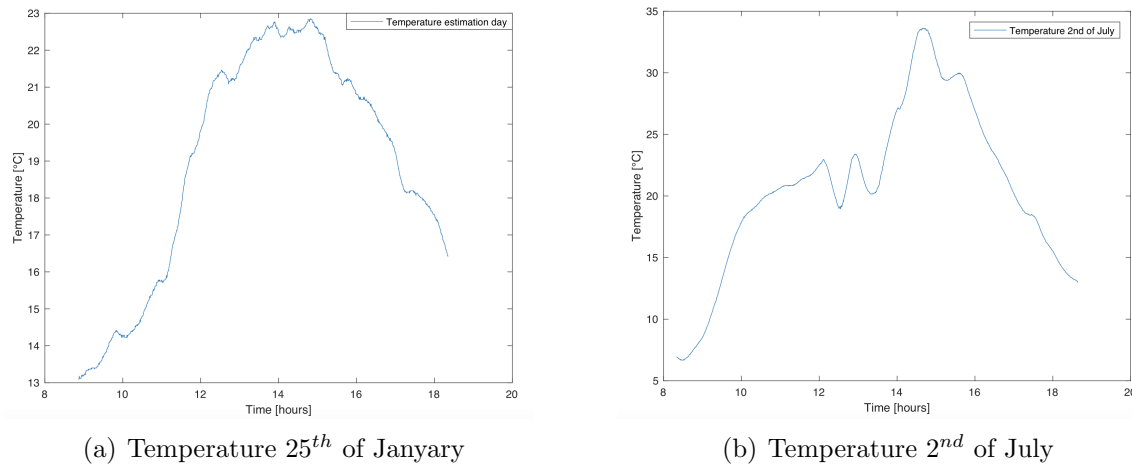 Temperature estimation day
23
22
21
20
19
18
17
16
15
14
13
Temperature [°C]
8 10 12 14 16 18 20
Time [hours]
(a) Temperature 25th of Janyary
Temperature 2nd of July
35
30
25
20
15
10
5
Temperature [°C]
8 10 12 14 16 18 20
Time [hours]
(b) Temperature 2nd of July